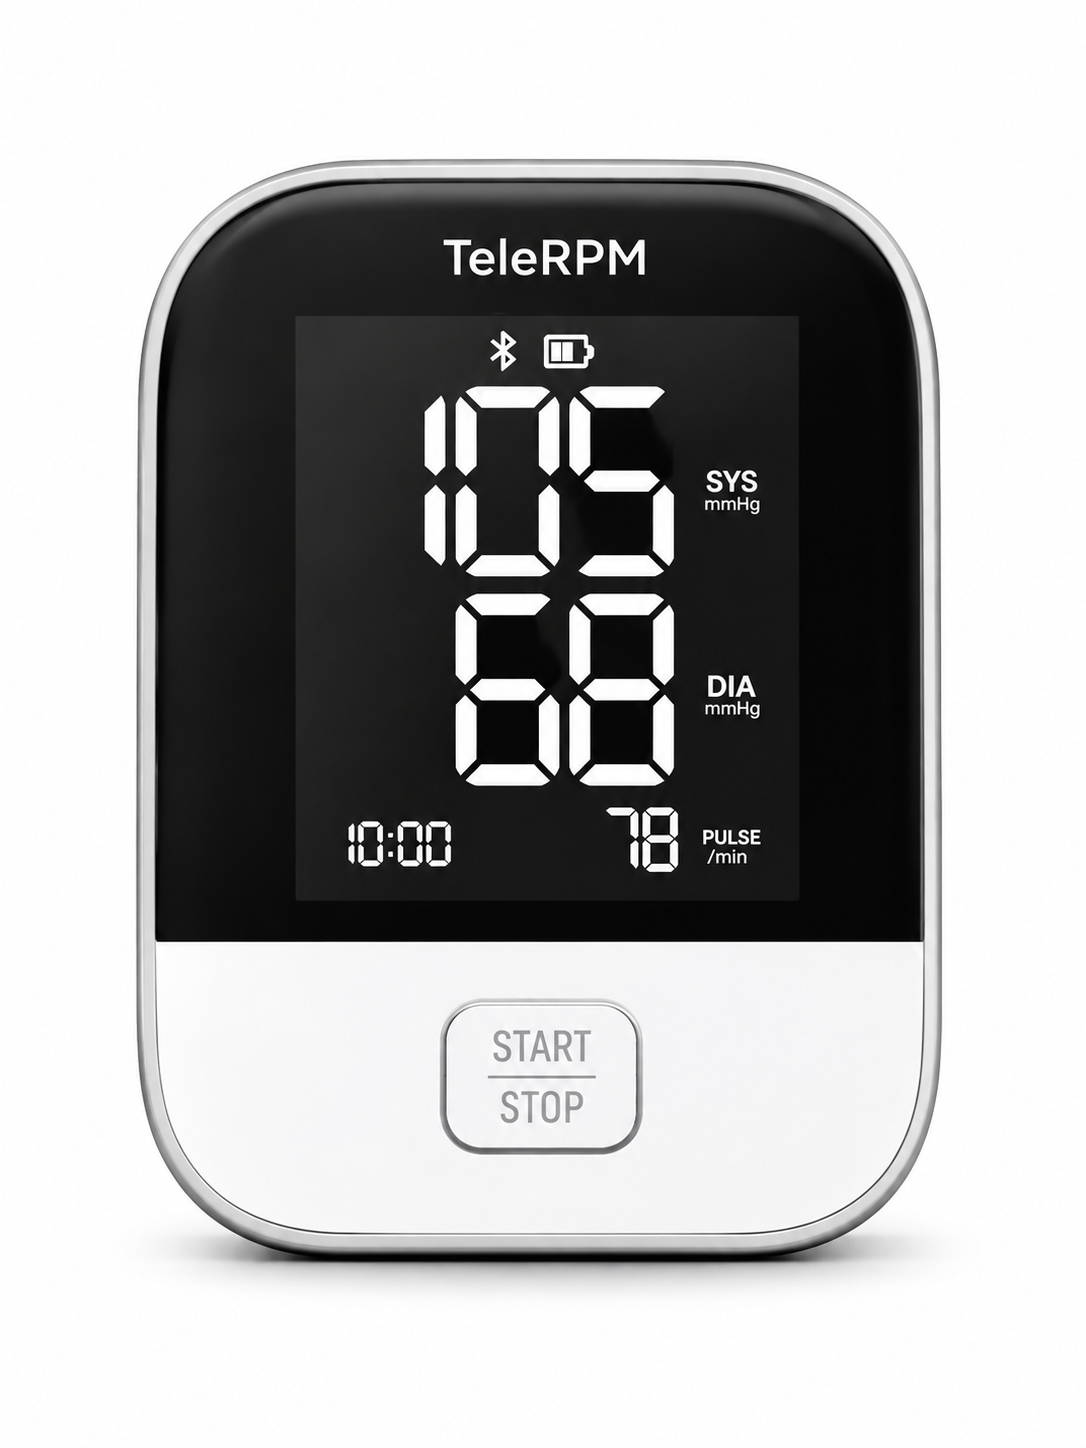 TeleRPM
105
SYS
mmHg
68
DIA
mmHg
10:00
78
PULSE
/min
START
STOP